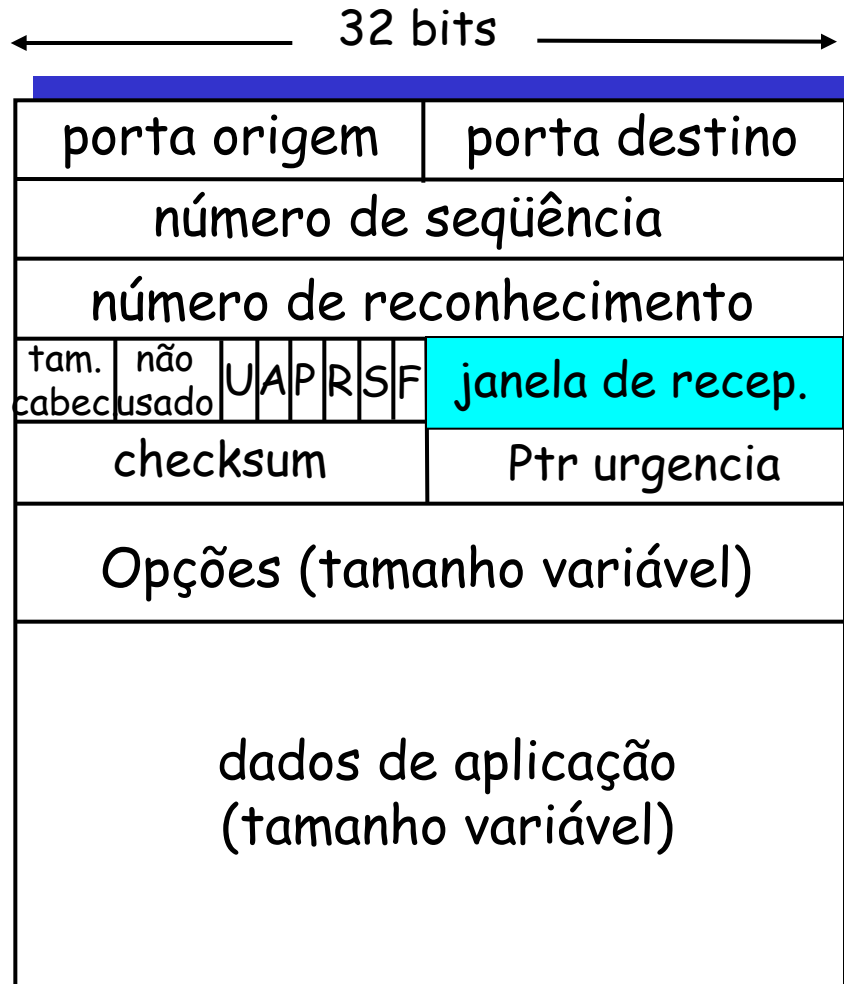 32 bits
porta origem
porta destino
número de seqüência
número de reconhecimento
tam.
cabec.
não
usado
U
A
P
R
S
F
janela de recep.
checksum
Ptr urgencia
Opções (tamanho variável)
dados de aplicação
(tamanho variável)